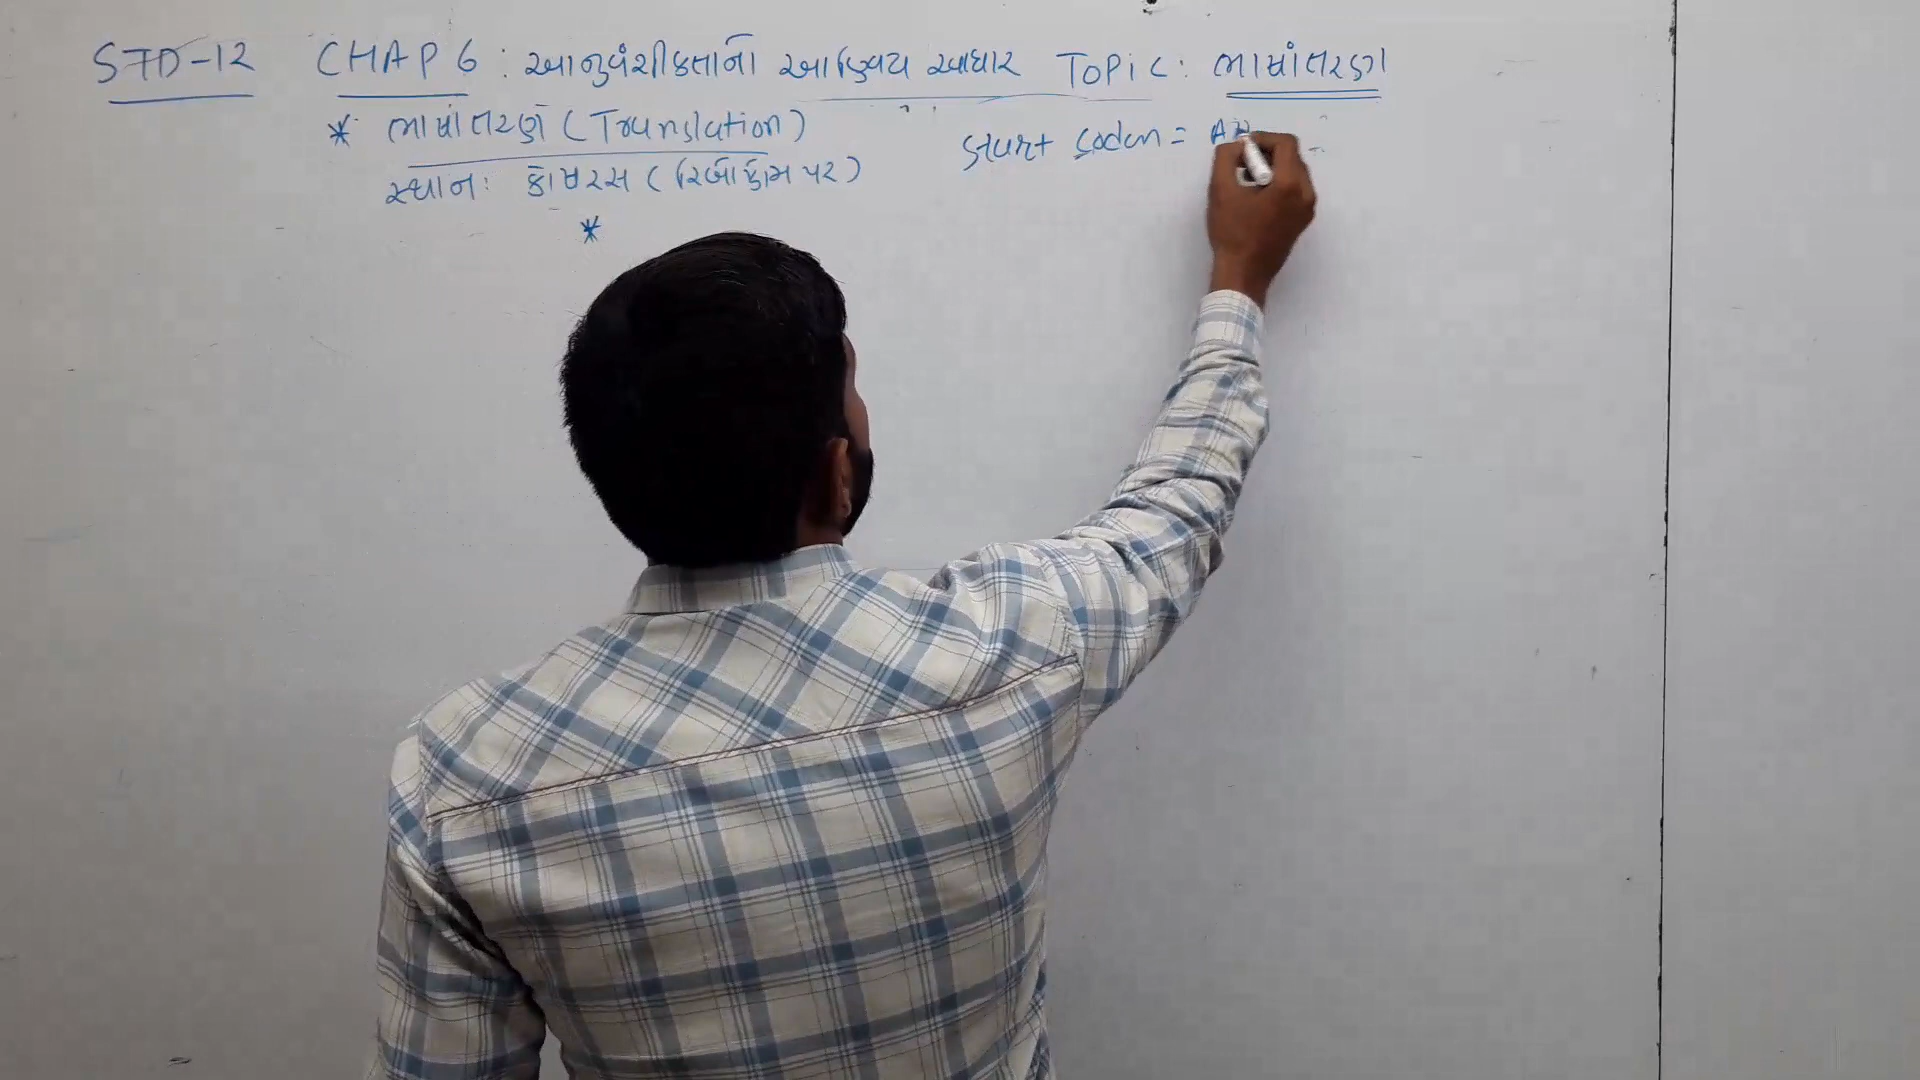 STD-12 CHAP 6 : આનુવંશીકતાનો આણ્વિય આધાર TOPIC: ભાષાંતરણ
* ભાષાંતરણ (Translation)
સ્થાન: કોષરસ (રિબોઝોમ પર)
start codon = A
*